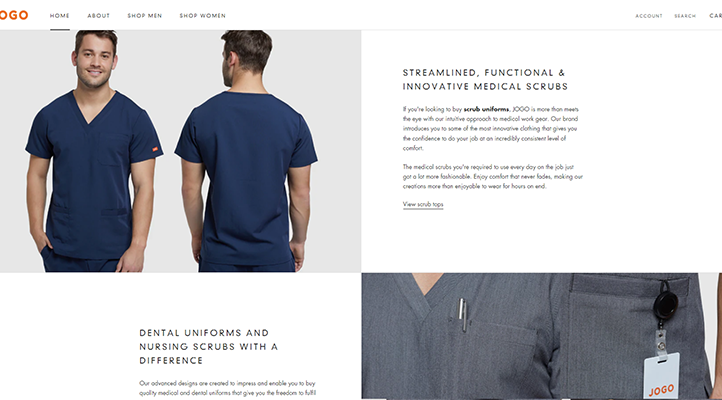 JOGO HOME ABOUT SHOP MEN SHOP WOMEN ACCOUNT SEARCH CAR
STREAMLINED, FUNCTIONAL &
INNOVATIVE MEDICAL SCRUBS
If you're looking to buy scrub uniforms, JOGO is more than meets
the eye with our intuitive approach to medical work gear. Our brand
introduces you to some of the most innovative clothing that gives you
the confidence to do your job at an incredibly consistent level of
comfort.
The medical scrubs you're required to use every day on the job just
got a lot more fashionable. Enjoy comfort that never fades, making our
creations more than enjoyable to wear for hours on end.
View scrub tops
JOGO
DENTAL UNIFORMS AND
NURSING SCRUBS WITH A
DIFFERENCE
Our advanced designs are created to impress and enable you to buy
quality medical and dental uniforms that give you the freedom to fulfil